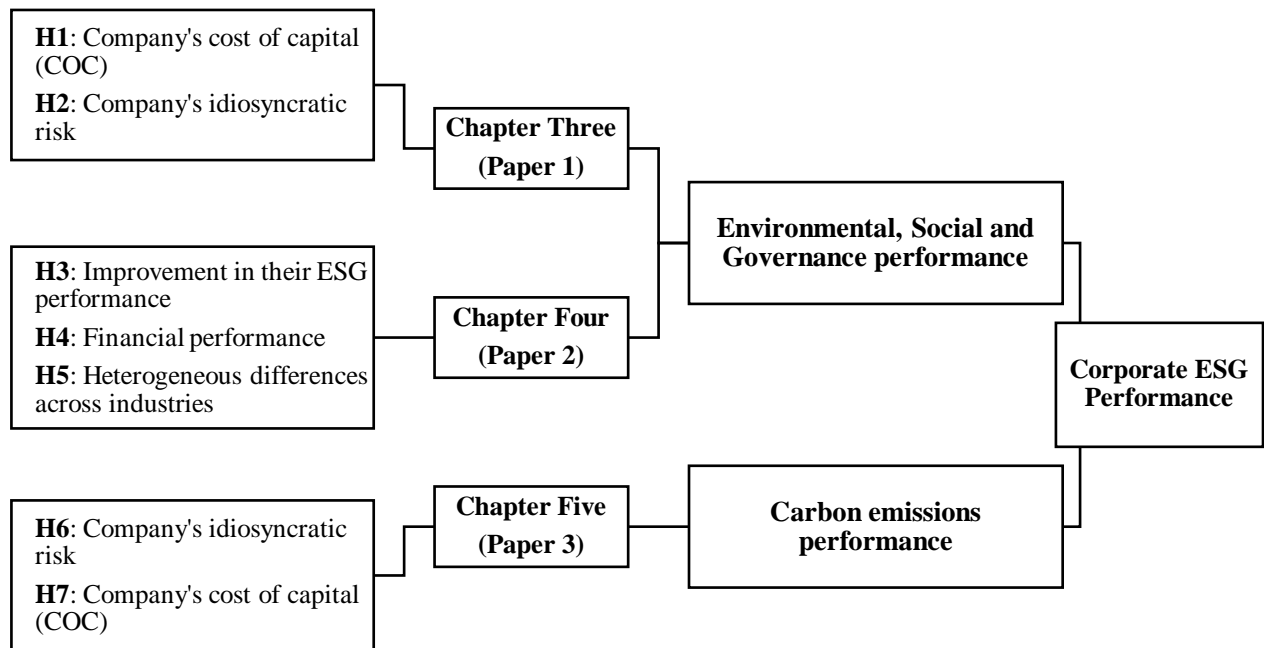 H1: Company's cost of capital
(COC)
H2: Company's idiosyncratic
risk
Chapter Three
(Paper 1)
Environmental, Social and
Governance performance
H3: Improvement in their ESG
performance
H4: Financial performance
H5: Heterogeneous differences
across industries
Chapter Four
(Paper 2)
Corporate ESG
Performance
H6: Company's idiosyncratic
risk
H7: Company's cost of capital
(COC)
Chapter Five
(Paper 3)
Carbon emissions
performance